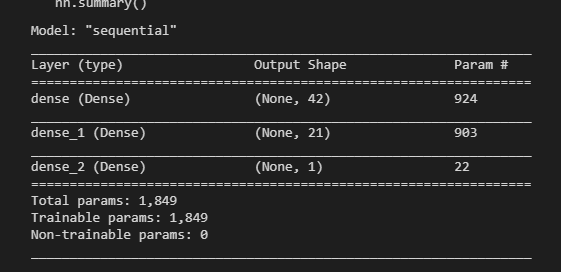 nn.summary()
Model: "sequential"
Layer (type) Output Shape Param #
dense (Dense) (None, 42) 924
dense_1 (Dense) (None, 21) 903
dense_2 (Dense) (None, 1) 22
Total params: 1,849
Trainable params: 1,849
Non-trainable params: 0